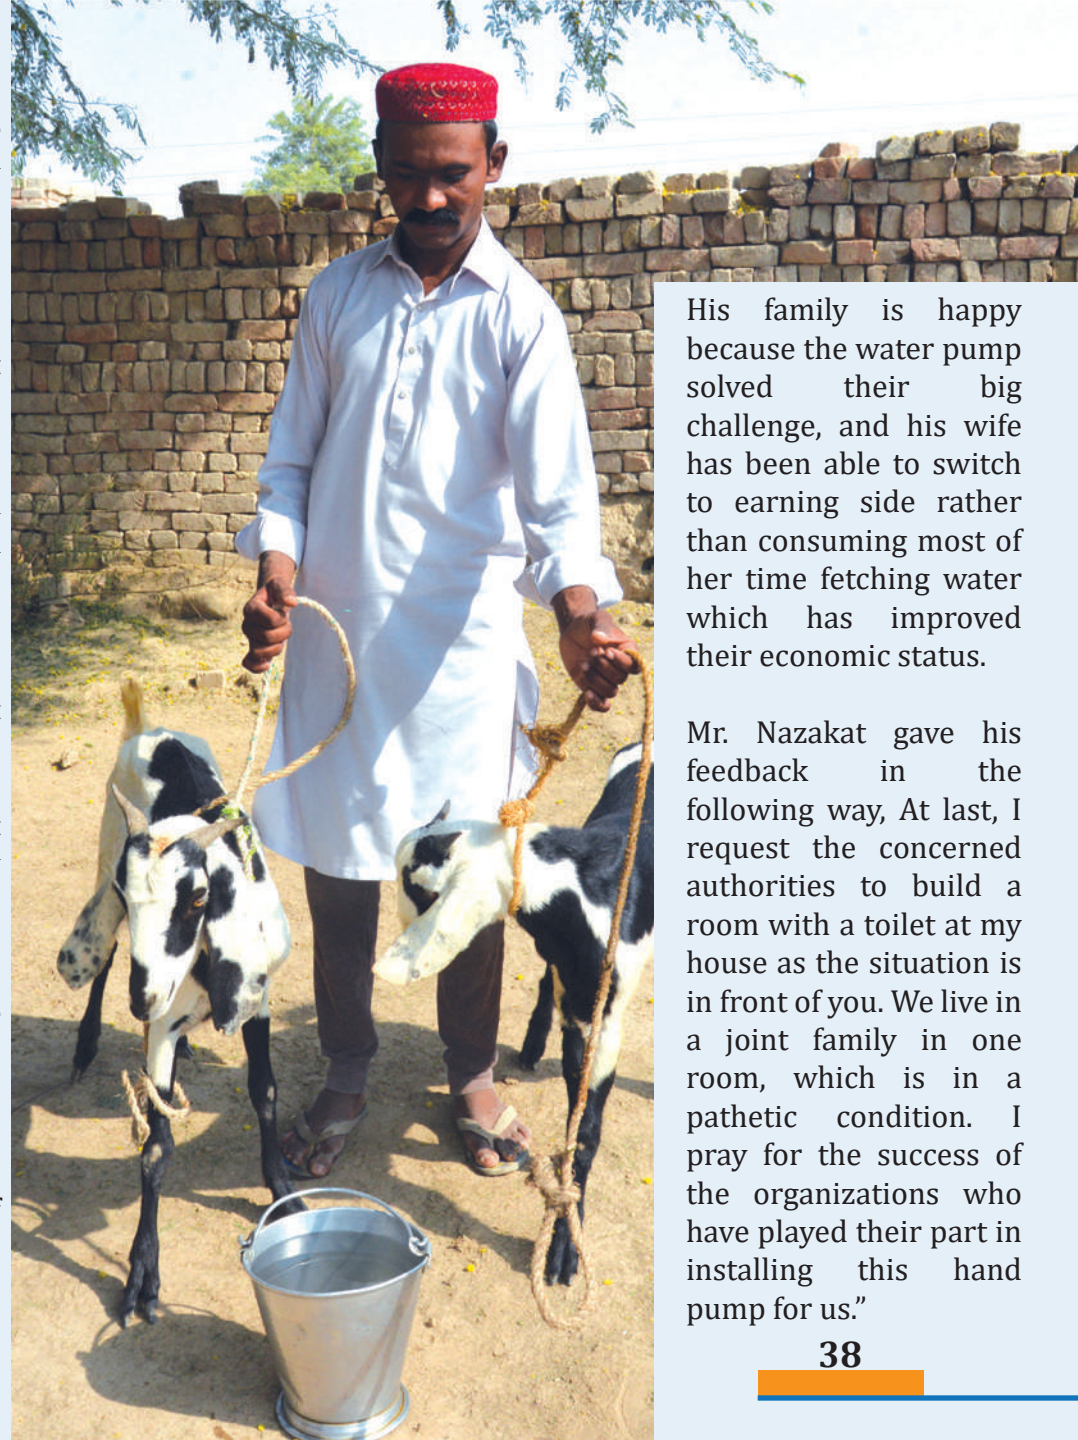 His family is happy
because the water pump
solved their big
challenge, and his wife
has been able to switch
to earning side rather
than consuming most of
her time fetching water
which has improved
their economic status.
Mr. Nazakat gave his
feedback in the
following way, At last, I
request the concerned
authorities to build a
room with a toilet at my
house as the situation is
in front of you. We live in
a joint family in one
room, which is in a
pathetic condition. I
pray for the success of
the organizations who
have played their part in
installing this hand
pump for us.”
38